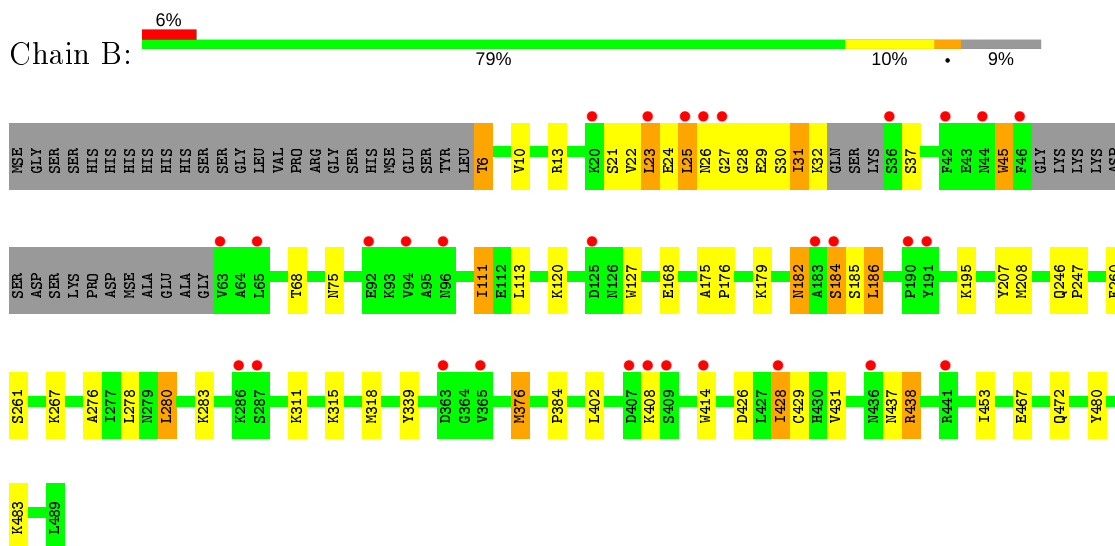 6%
Chain B: 79% 10% • 9%
MSE GLY SER SER HIS HIS HIS HIS HIS HIS SER SER GLY LEU VAL PRO ARG GLY SER HIS MSE GLU SER TYR LEU T6 V10 R13 K20 S21 V22 L23 E24 L25 N26 G27 G28 E29 S30 I31 K32 GLN SER LYS S36 S37 F42 E43 N44 W45 F46 GLY LYS LYS LYS ASP
SER ASP SER LYS PRO ASP MSE ALA GLU ALA GLY V63 A64 L65 T68 N75 E92 K93 V94 A95 N96 I111 E112 L113 K120 D125 N126 W127 E168 A175 P176 K179 N182 A183 S184 S185 L186 P190 Y191 K195 Y207 M208 Q246 P247
S261 K267 A276 I277 L278 N279 L280 K283 K286 S287 K311 K315 M318 Y339 D363 G364 V365 M376 P384 L402 D407 K408 S409 W414 D426 L427 I428 C429 H430 V431 N436 N437 R438 R441 I453 E467 Q472 Y480
K483 L489